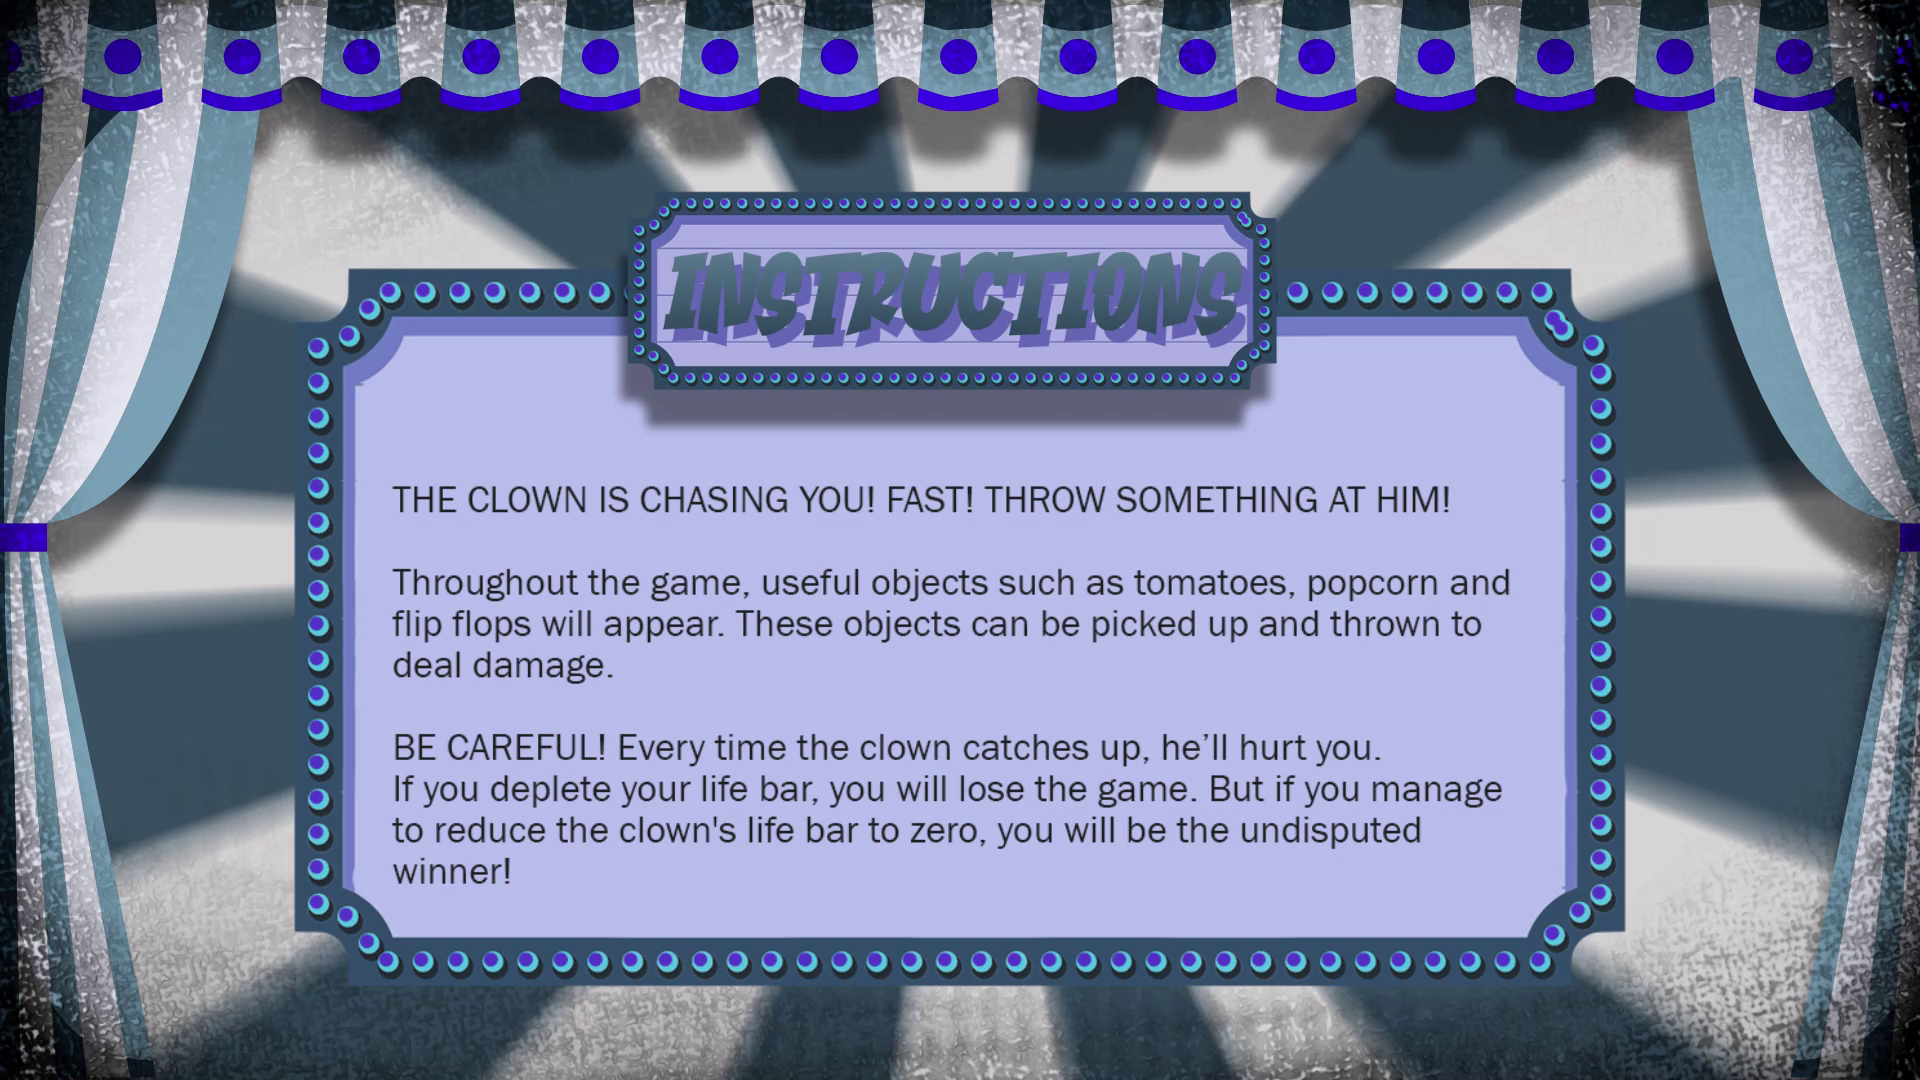 INSTRUCTIONS
THE CLOWN IS CHASING YOU! FAST! THROW SOMETHING AT HIM!
Throughout the game, useful objects such as tomatoes, popcorn and
flip flops will appear. These objects can be picked up and thrown to
deal damage.
BE CAREFUL! Every time the clown catches up, he’ll hurt you.
If you deplete your life bar, you will lose the game. But if you manage
to reduce the clown's life bar to zero, you will be the undisputed
winner!